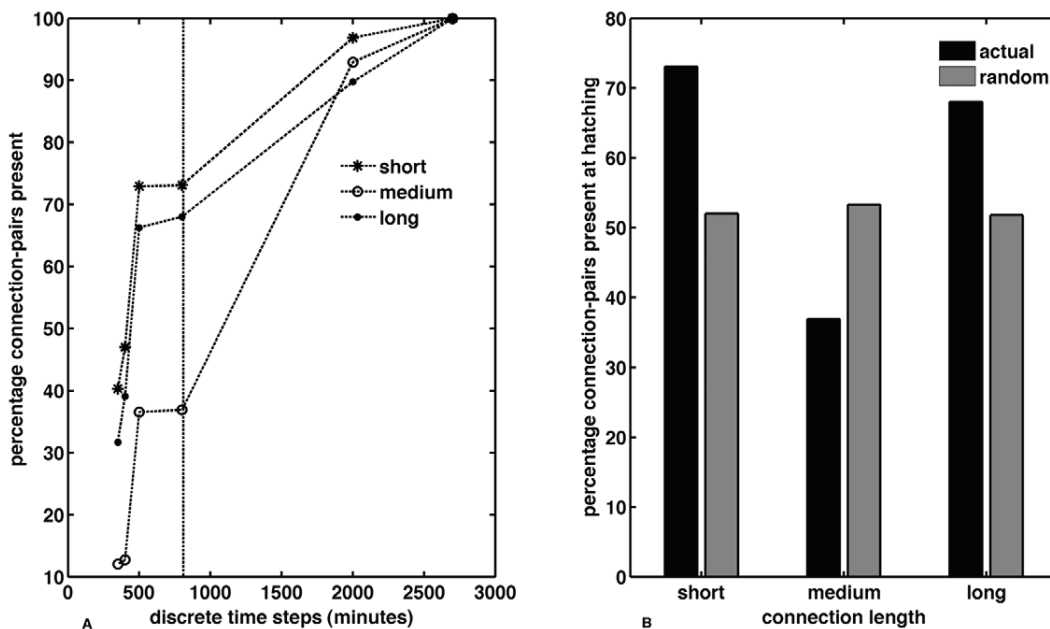 percentage connection-pairs present
100
90
80
70
60
50
40
30
20
10
short
medium
long
0 500 1000 1500 2000 2500 3000
discrete time steps (minutes)
A
percentage connection-pairs present at hatching
80
70
60
50
40
30
20
10
0
actual
random
short medium long
connection length
B